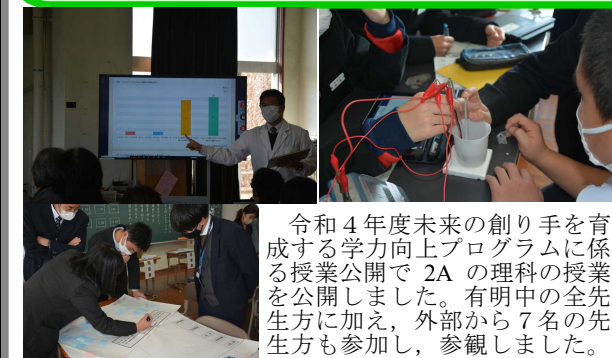 令和４年度未来の創り手を育
成する学力向上プログラムに係
る授業公開で 2A の理科の授業
を公開しました。有明中の全先
生方に加え，外部から７名の先
生方も参加し，参観しました。